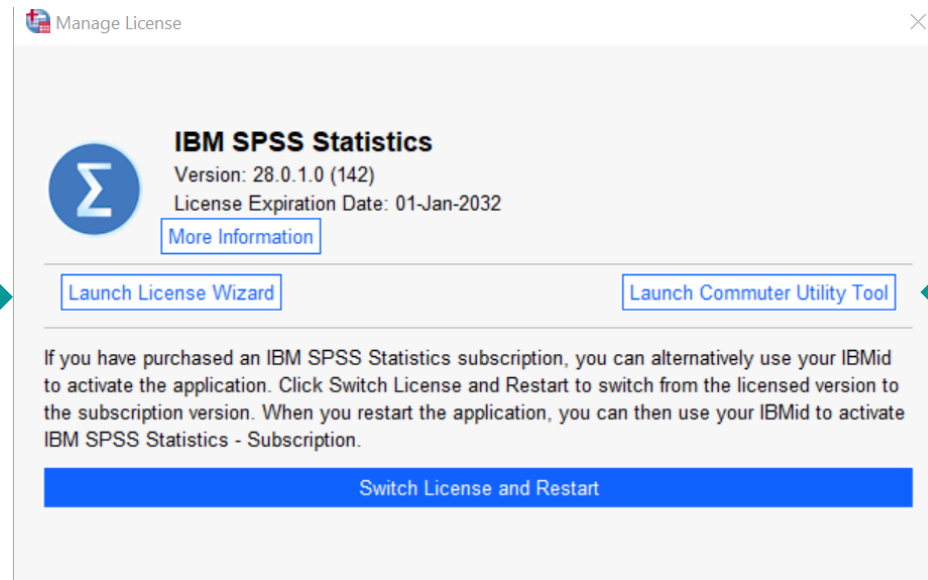 Manage License
IBM SPSS Statistics
Version: 28.0.1.0 (142)
License Expiration Date: 01-Jan-2032
More Information
Launch License Wizard
Launch Commuter Utility Tool
If you have purchased an IBM SPSS Statistics subscription, you can alternatively use your IBMid
to activate the application. Click Switch License and Restart to switch from the licensed version to
the subscription version. When you restart the application, you can then use your IBMid to activate
IBM SPSS Statistics - Subscription.
Switch License and Restart